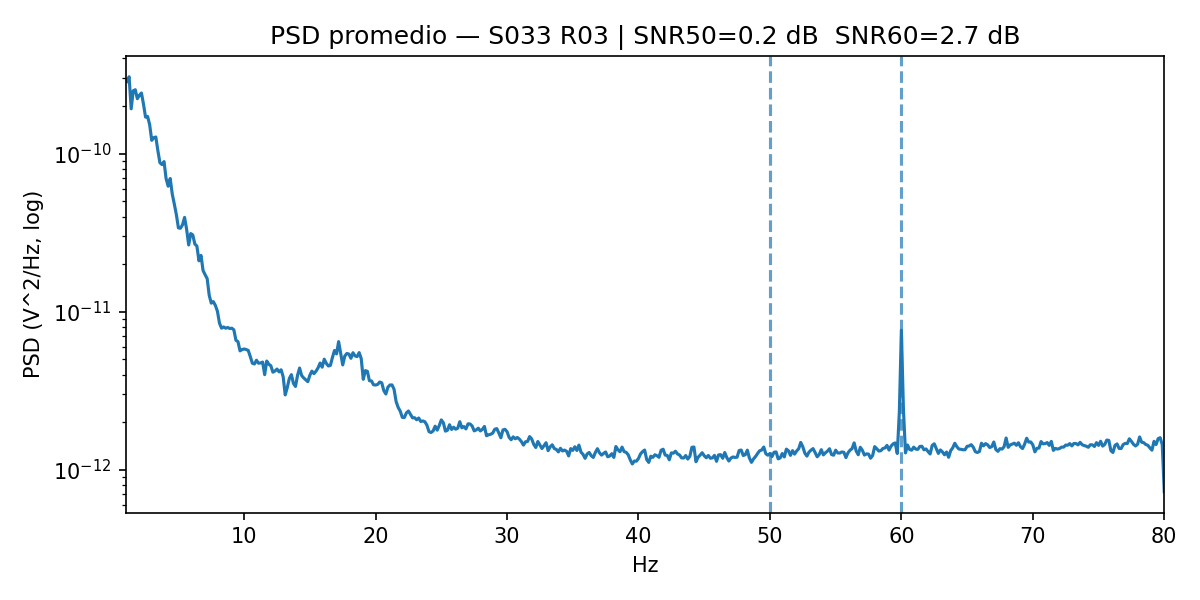 PSD promedio — S033 R03 | SNR50=0.2 dB  SNR60=2.7 dB
PSD (V^2/Hz, log)
10⁻¹⁰
10⁻¹¹
10⁻¹²
10 20 30 40 50 60 70 80
Hz